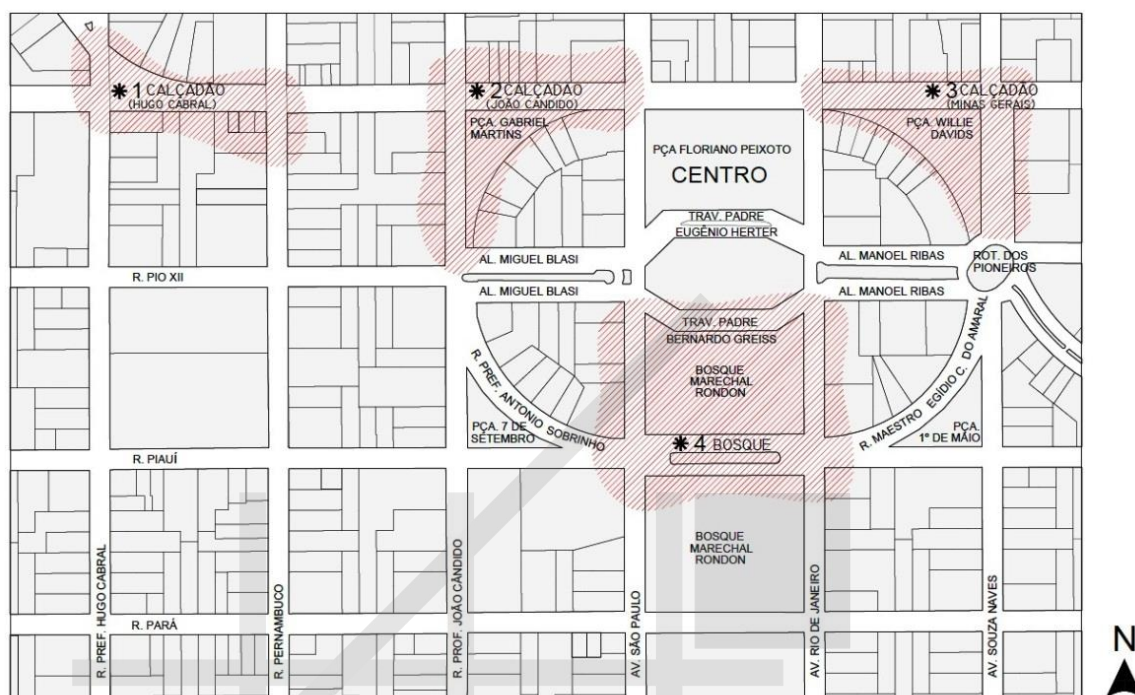 ✱ 1 CALÇADÃO
(HUGO CABRAL)
✱ 2 CALÇADÃO
(JOÃO CANDIDO)
✱ 3 CALÇADÃO
(MINAS GERAIS)
PÇA. GABRIEL
MARTINS
PÇA. WILLIE
DAVIDS
PÇA FLORIANO PEIXOTO
CENTRO
TRAV. PADRE
EUGÊNIO HERTER
AL. MIGUEL BLASI
AL. MANOEL RIBAS
ROT. DOS
PIONEIROS
R. PIO XII
AL. MIGUEL BLASI
AL. MANOEL RIBAS
TRAV. PADRE
BERNARDO GREISS
BOSQUE
MARECHAL
RONDON
R. PREF. ANTONIO SOBRINHO
R. MAESTRO EGÍDIO C. DO AMARAL
PÇA. 7 DE
SETEMBRO
✱ 4 BOSQUE
PÇA.
1º DE MAIO
R. PIAUÍ
BOSQUE
MARECHAL
RONDON
R. PREF. HUGO CABRAL
R. PERNAMBUCO
R. PROF. JOÃO CÂNDIDO
AV. SÃO PAULO
AV. RIO DE JANEIRO
AV. SOUZA NAVES
R. PARÁ
N